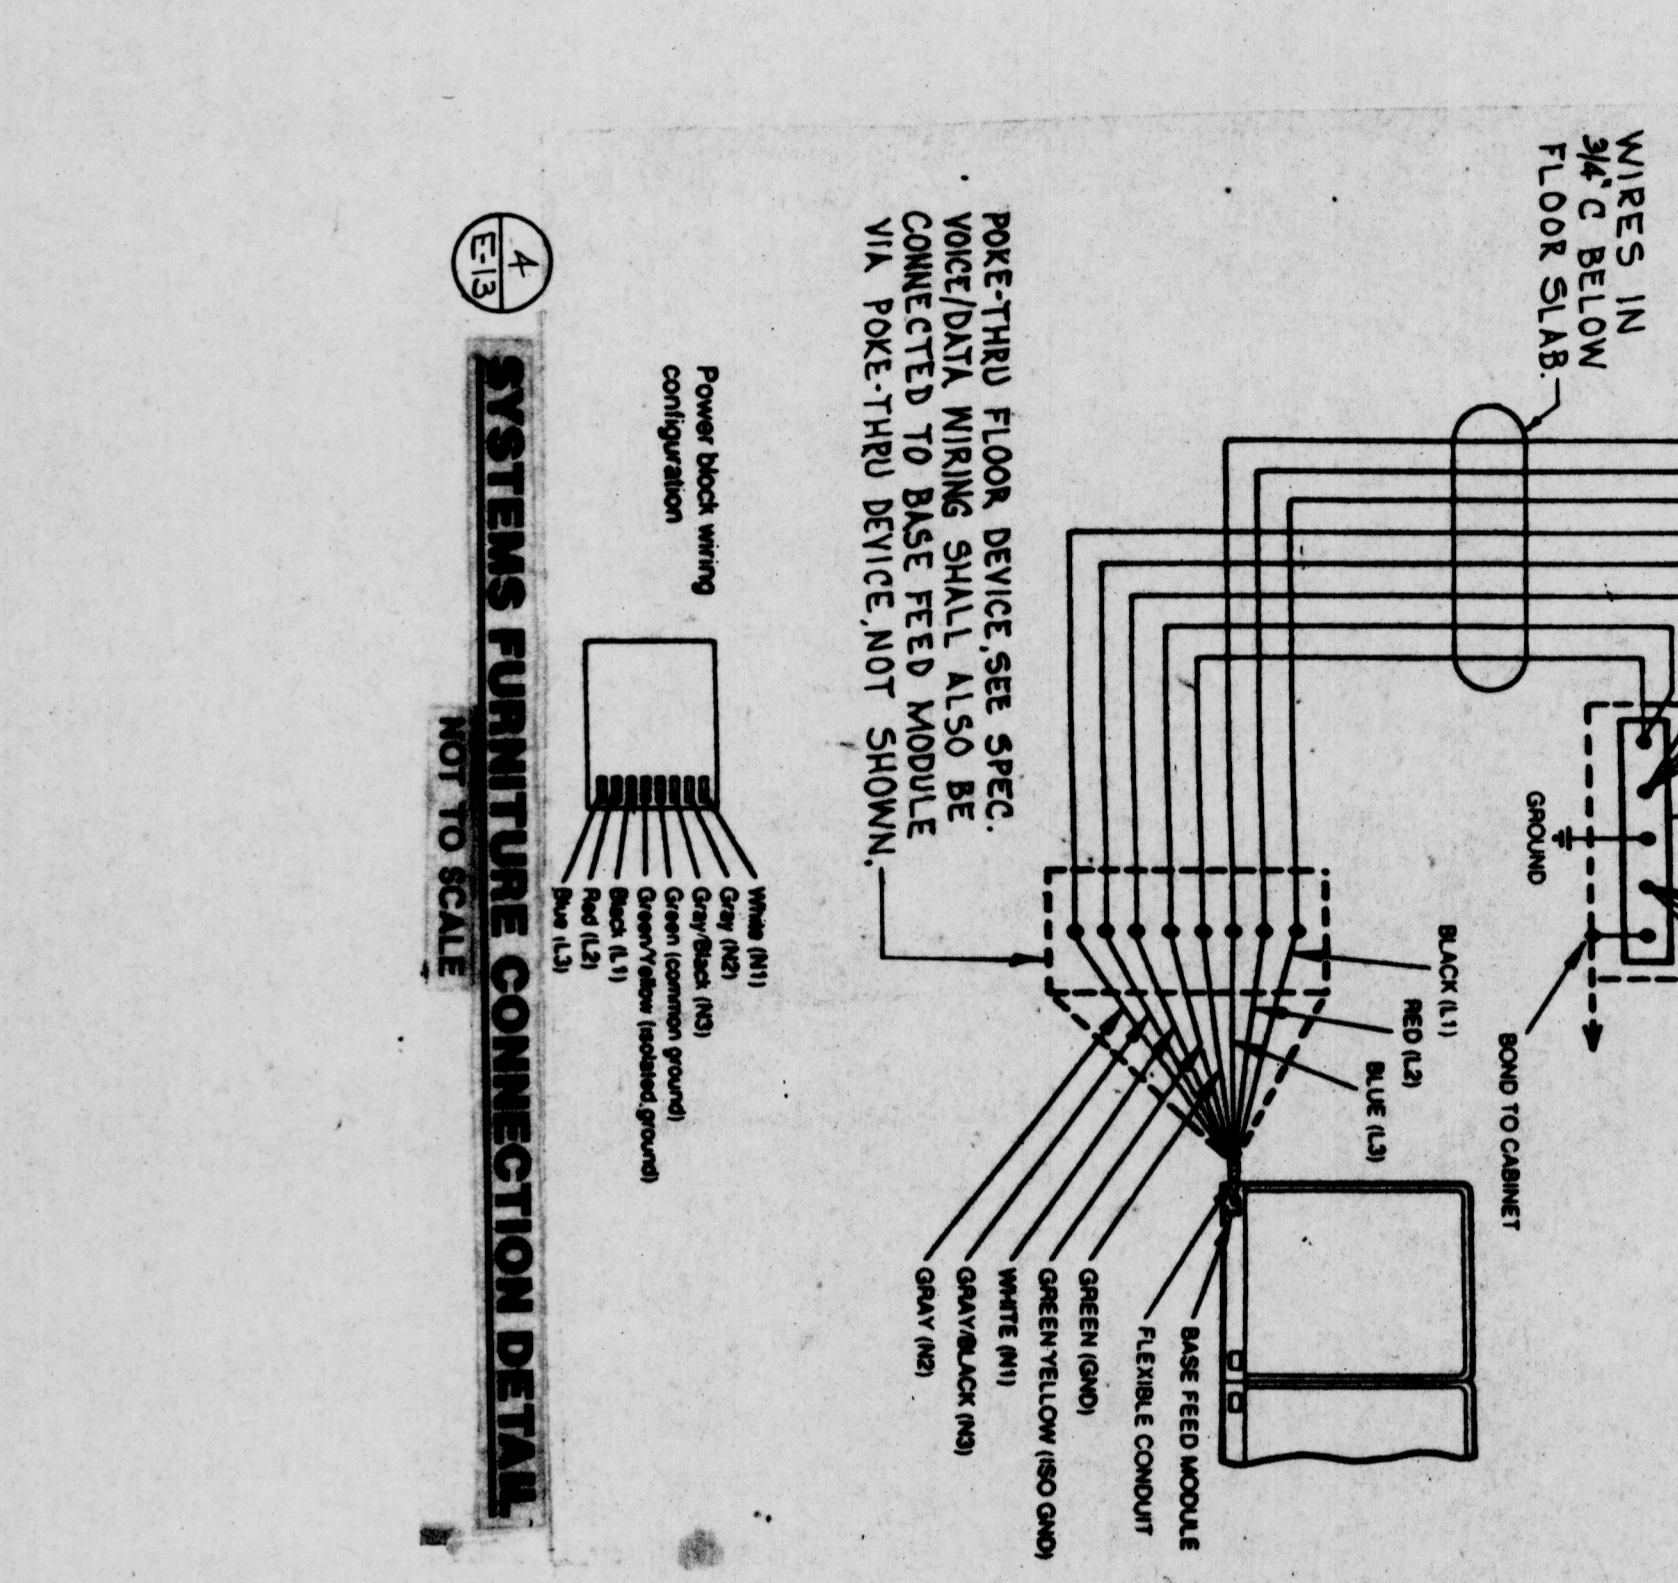 WIRES IN
3/4" C BELOW
FLOOR SLAB.
GROUND
BLACK (L1)
RED (L2)
BLUE (L3)
BOND TO CABINET
POKE-THRU FLOOR DEVICE, SEE SPEC.
VOICE/DATA WIRING SHALL ALSO BE
CONNECTED TO BASE FEED MODULE
VIA POKE-THRU DEVICE, NOT SHOWN.
BASE FEED MODULE
FLEXIBLE CONDUIT
GREEN (GND)
GREEN YELLOW (ISO GND)
WHITE (N1)
GRAY/BLACK (N3)
GRAY (N2)
Power block wiring
configuration
White (N1)
Gray (N2)
Gray/Black (N3)
Green (common ground)
Green/Yellow (isolated ground)
Black (L1)
Red (L2)
Blue (L3)
4
E-13
SYSTEMS FURNITURE CONNECTION DETAIL
NOT TO SCALE